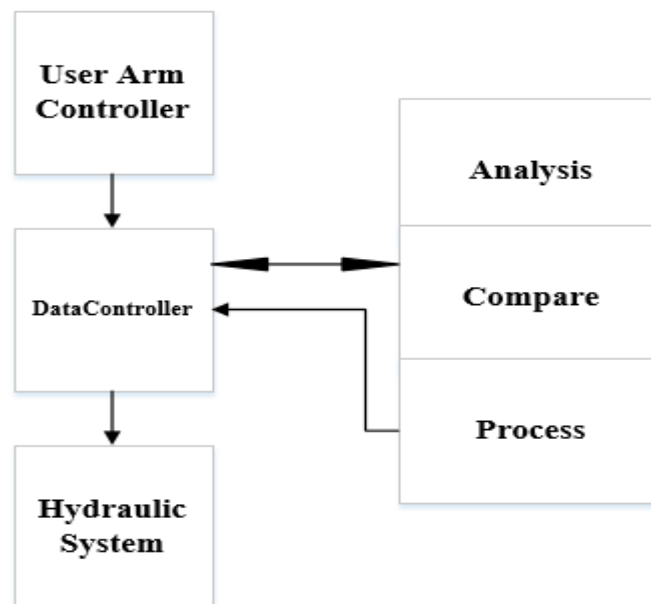 User Arm
Controller
Analysis
DataController
Compare
Process
Hydraulic
System